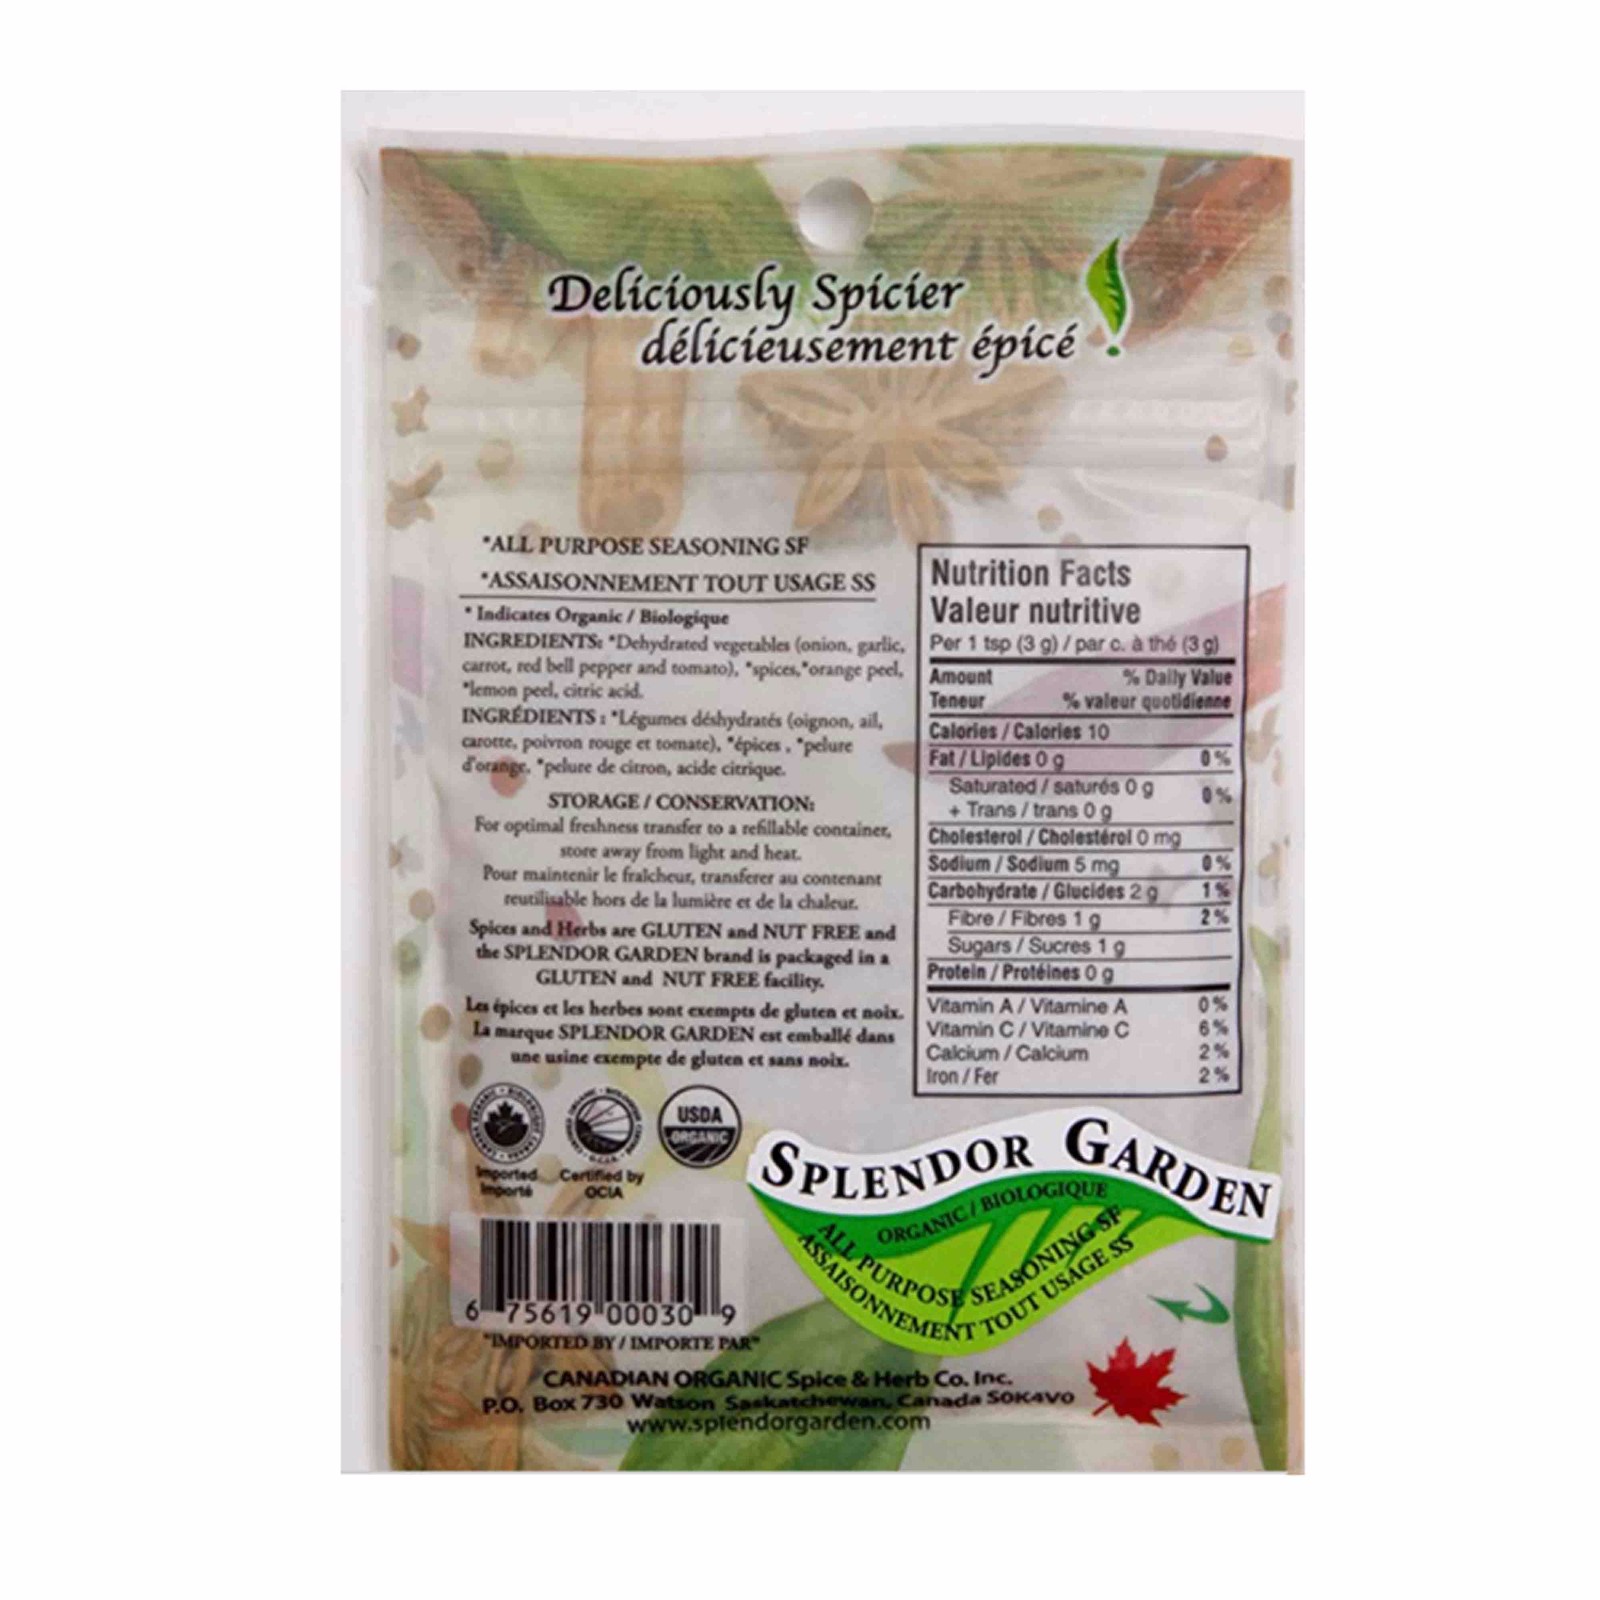 Deliciously Spicier
délicieusement épicé
*ALL PURPOSE SEASONING SF
*ASSAISONNEMENT TOUT USAGE SS
* Indicates Organic / Biologique
INGREDIENTS: *Dehydrated vegetables (onion, garlic,
carrot, red bell pepper and tomato), *spices,*orange peel,
*lemon peel, citric acid.
INGRÉDIENTS : *Légumes déshydratés (oignon, ail,
carotte, poivron rouge et tomate), *épices , *pelure
d'orange, *pelure de citron, acide citrique.
STORAGE / CONSERVATION:
For optimal freshness transfer to a refillable container,
store away from light and heat.
Pour maintenir le fraîcheur, transferer au contenant
reutilisable hors de la lumière et de la chaleur.
Spices and Herbs are GLUTEN and NUT FREE and
the SPLENDOR GARDEN brand is packaged in a
GLUTEN and NUT FREE facility.
Les épices et les herbes sont exempts de gluten et noix.
La marque SPLENDOR GARDEN est emballé dans
une usine exempte de gluten et sans noix.
Nutrition Facts
Valeur nutritive
Per 1 tsp (3 g) / par c. à thé (3 g)
Amount % Daily Value
Teneur % valeur quotidienne
Calories / Calories 10
Fat / Lipides 0 g 0 %
Saturated / saturés 0 g
+ Trans / trans 0 g 0 %
Cholesterol / Cholestérol 0 mg
Sodium / Sodium 5 mg 0 %
Carbohydrate / Glucides 2 g 1 %
Fibre / Fibres 1 g 2 %
Sugars / Sucres 1 g
Protein / Protéines 0 g
Vitamin A / Vitamine A 0 %
Vitamin C / Vitamine C 6 %
Calcium / Calcium 2 %
Iron / Fer 2 %
USDA
ORGANIC
Imported
Importé
Certified by
OCIA
SPLENDOR GARDEN
ORGANIC / BIOLOGIQUE
ALL PURPOSE SEASONING SF
ASSAISONNEMENT TOUT USAGE SS
6 75619 00030 9
"IMPORTED BY / IMPORTE PAR"
CANADIAN ORGANIC Spice & Herb Co. Inc.
P.O. Box 730 Watson Saskatchewan, Canada S0K4V0
www.splendorgarden.com